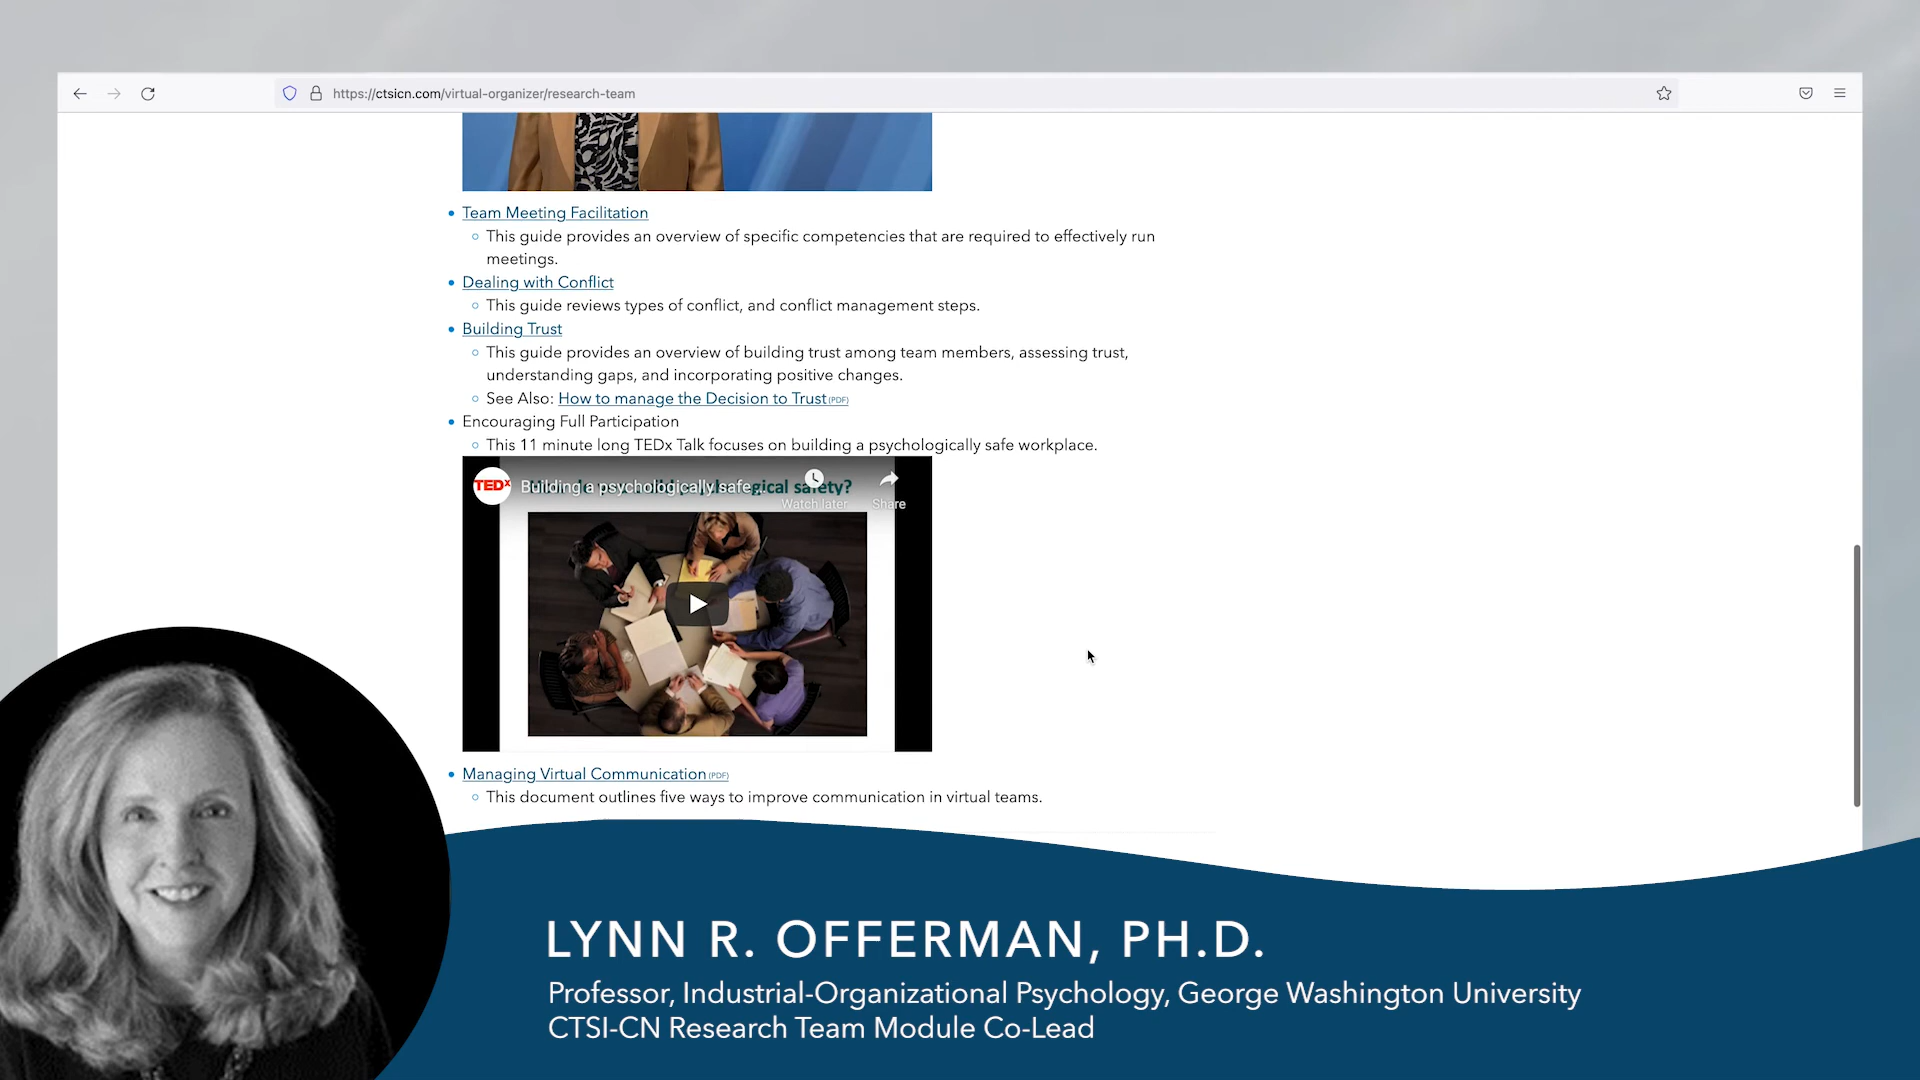 https://ctsicn.com/virtual-organizer/research-team
Team Meeting Facilitation
This guide provides an overview of specific competencies that are required to effectively run
meetings.
Dealing with Conflict
This guide reviews types of conflict, and conflict management steps.
Building Trust
This guide provides an overview of building trust among team members, assessing trust,
understanding gaps, and incorporating positive changes.
See Also: How to manage the Decision to Trust (PDF)
Encouraging Full Participation
This 11 minute long TEDx Talk focuses on building a psychologically safe workplace.
TEDx
Building a psychologically safe...
psychological safety?
Watch later
Share
Managing Virtual Communication (PDF)
This document outlines five ways to improve communication in virtual teams.
LYNN R. OFFERMAN, PH.D.
Professor, Industrial-Organizational Psychology, George Washington University
CTSI-CN Research Team Module Co-Lead